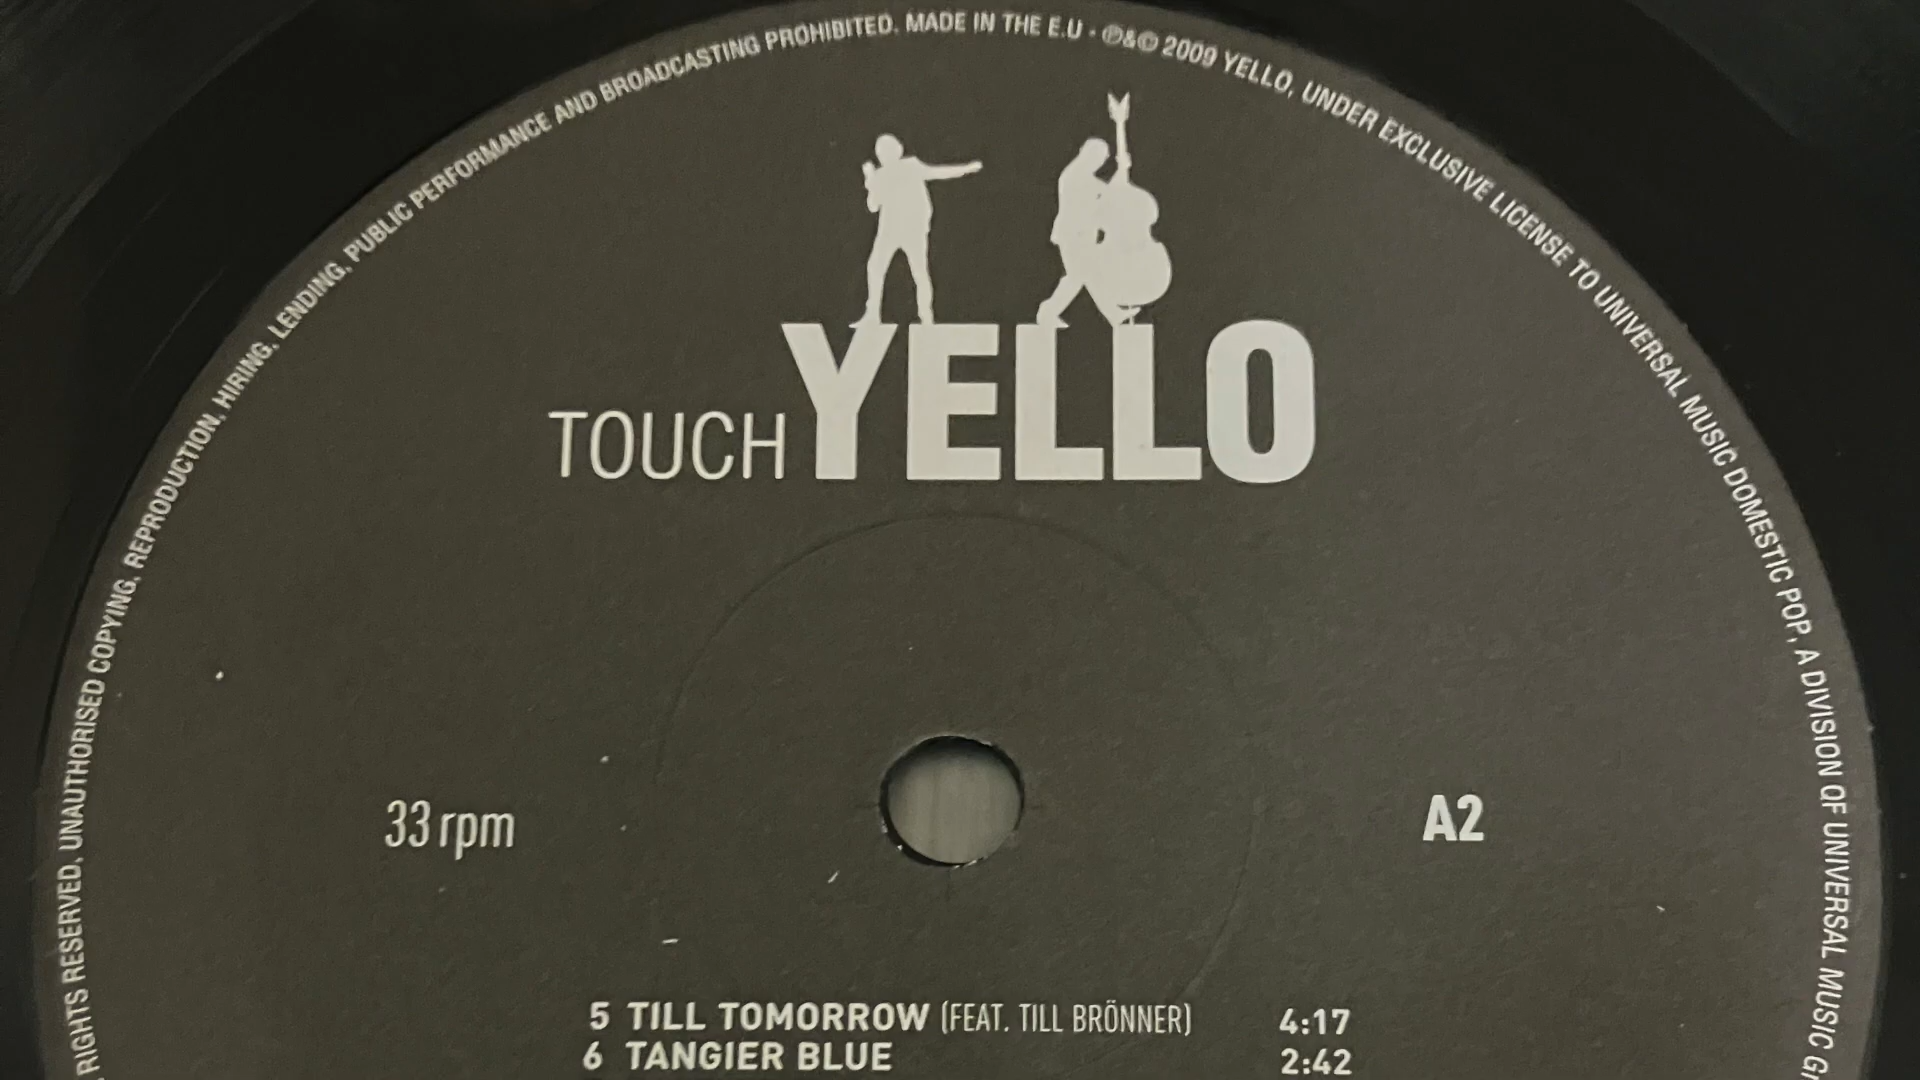 RIGHTS RESERVED. UNAUTHORISED COPYING, REPRODUCTION, HIRING, LENDING, PUBLIC PERFORMANCE AND BROADCASTING PROHIBITED. MADE IN THE E.U - ℗&© 2009 YELLO, UNDER EXCLUSIVE LICENSE TO UNIVERSAL MUSIC DOMESTIC POP, A DIVISION OF UNIVERSAL MUSIC
TOUCH YELLO
33 rpm
A2
5 TILL TOMORROW (FEAT. TILL BRÖNNER) 4:17
6 TANGIER BLUE 2:42